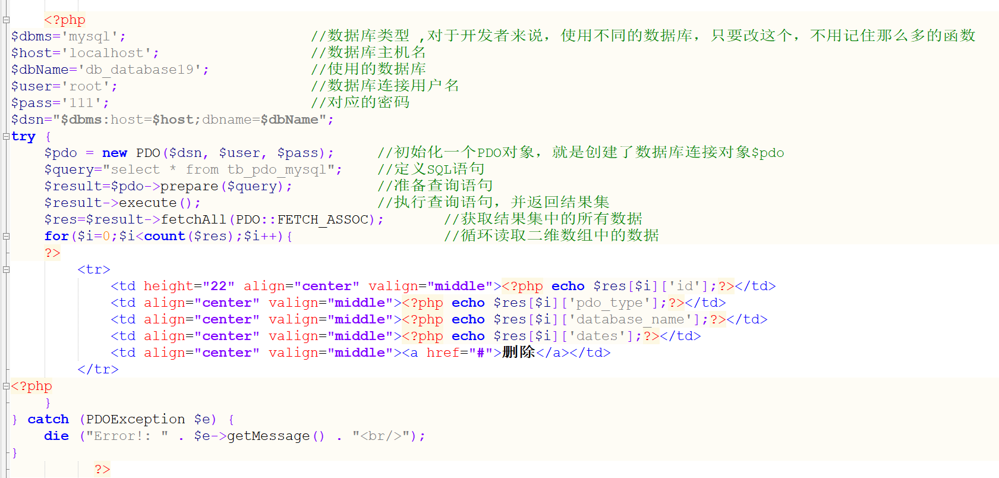 <?php
$dbms='mysql'; //数据库类型 ,对于开发者来说，使用不同的数据库，只要改这个，不用记住那么多的函数
$host='localhost'; //数据库主机名
$dbName='db_database19'; //使用的数据库
$user='root'; //数据库连接用户名
$pass='111'; //对应的密码
$dsn="$dbms:host=$host;dbname=$dbName";
try {
$pdo = new PDO($dsn, $user, $pass); //初始化一个PDO对象，就是创建了数据库连接对象$pdo
$query="select * from tb_pdo_mysql"; //定义SQL语句
$result=$pdo->prepare($query); //准备查询语句
$result->execute(); //执行查询语句，并返回结果集
$res=$result->fetchAll(PDO::FETCH_ASSOC); //获取结果集中的所有数据
for($i=0;$i<count($res);$i++){ //循环读取二维数组中的数据
?>
<tr>
<td height="22" align="center" valign="middle"><?php echo $res[$i]['id'];?></td>
<td align="center" valign="middle"><?php echo $res[$i]['pdo_type'];?></td>
<td align="center" valign="middle"><?php echo $res[$i]['database_name'];?></td>
<td align="center" valign="middle"><?php echo $res[$i]['dates'];?></td>
<td align="center" valign="middle"><a href="#">删除</a></td>
</tr>
<?php
}
} catch (PDOException $e) {
die ("Error!: " . $e->getMessage() . "<br/>");
}
?>